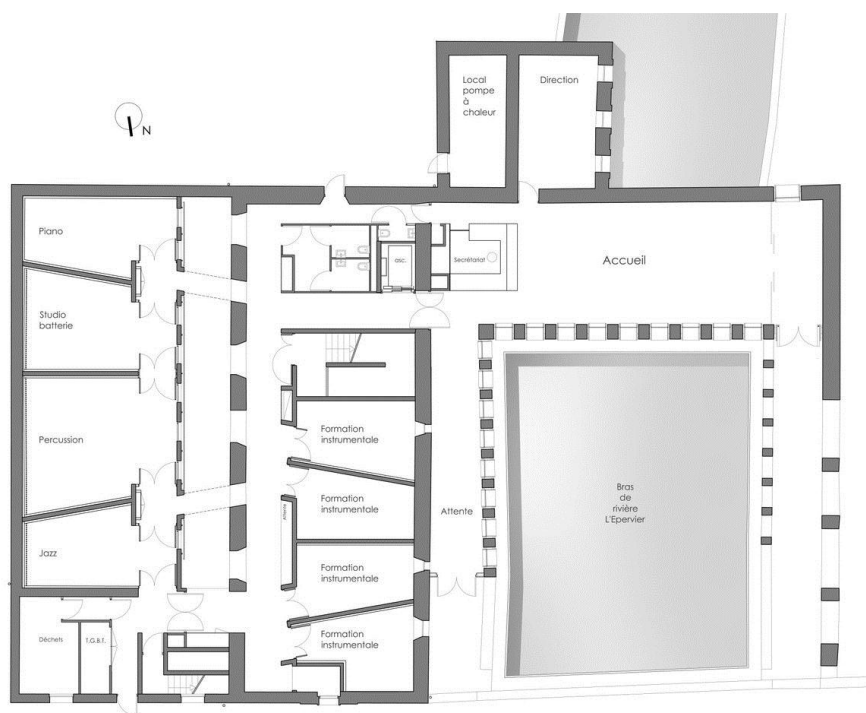 Local
pompe
à
chaleur
Direction
N
Piano
asc.
Secrétariat
Accueil
Studio
batterie
Percussion
Formation
instrumentale
Formation
instrumentale
Attente
Attente
Bras
de
rivière
L'Epervier
Jazz
Formation
instrumentale
Déchets
T.G.B.T.
Formation
instrumentale